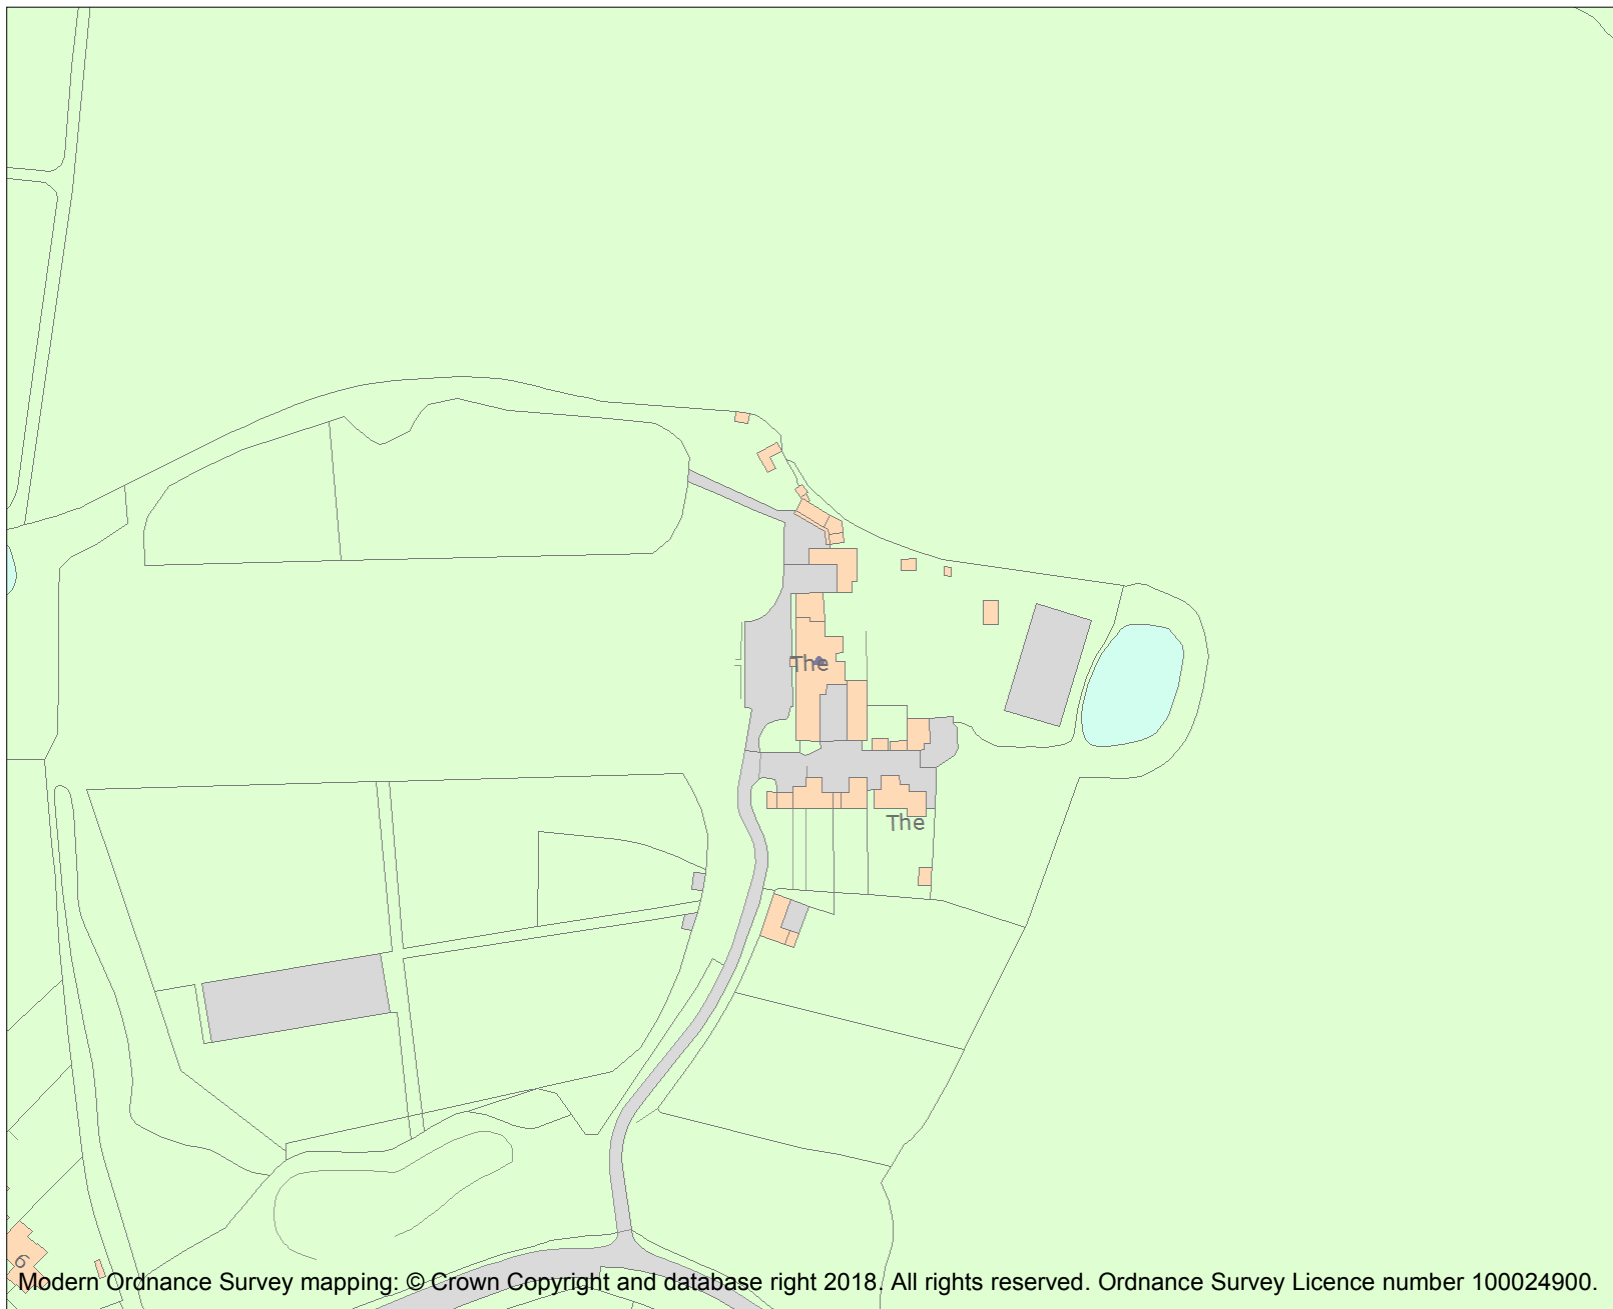 The
The
6
Modern Ordnance Survey mapping: © Crown Copyright and database right 2018. All rights reserved. Ordnance Survey Licence number 100024900.